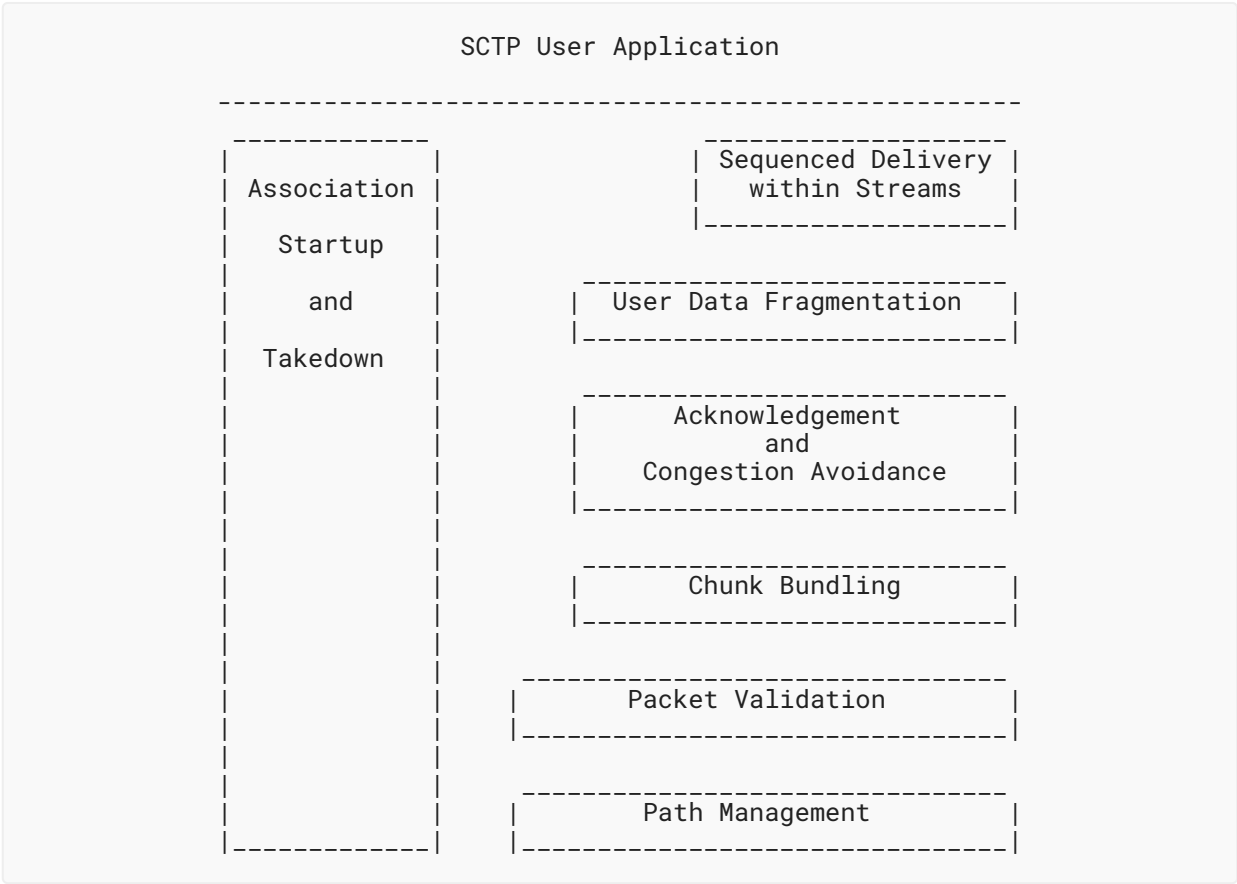 SCTP User Application
Sequenced Delivery
Association within Streams
Startup
and User Data Fragmentation
Takedown
Acknowledgement
and
Congestion Avoidance
Chunk Bundling
Packet Validation
Path Management